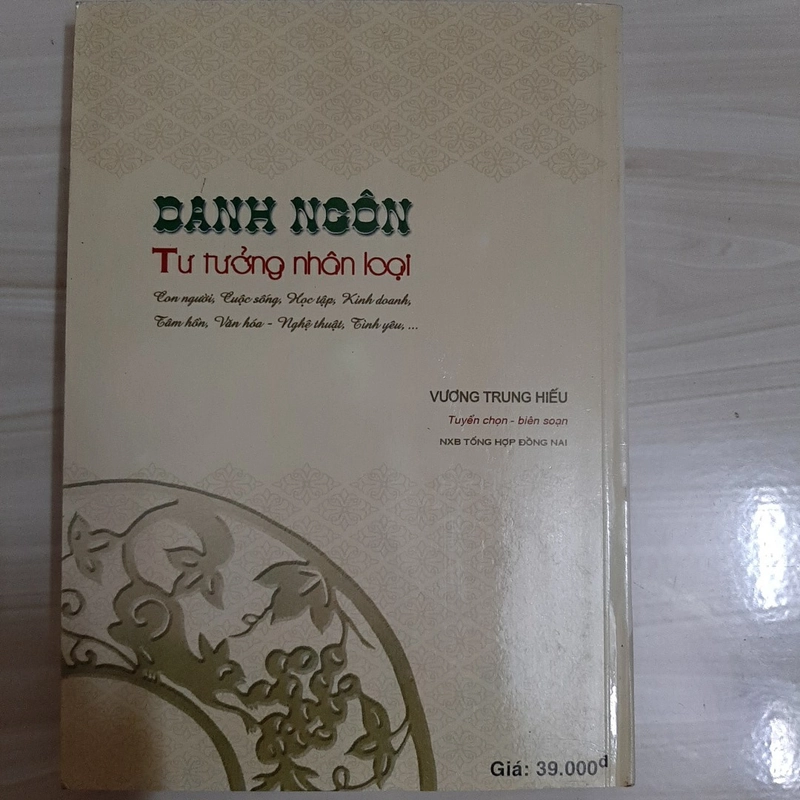 DANH NGÔN
Tư tưởng nhân loại
Con người, Cuộc sống, Học tập, Kinh doanh,
Tâm hồn, Văn hóa - Nghệ thuật, Tình yêu, ...
VƯƠNG TRUNG HIẾU
Tuyển chọn - biên soạn
NXB TỔNG HỢP ĐỒNG NAI
Giá: 39.000đ